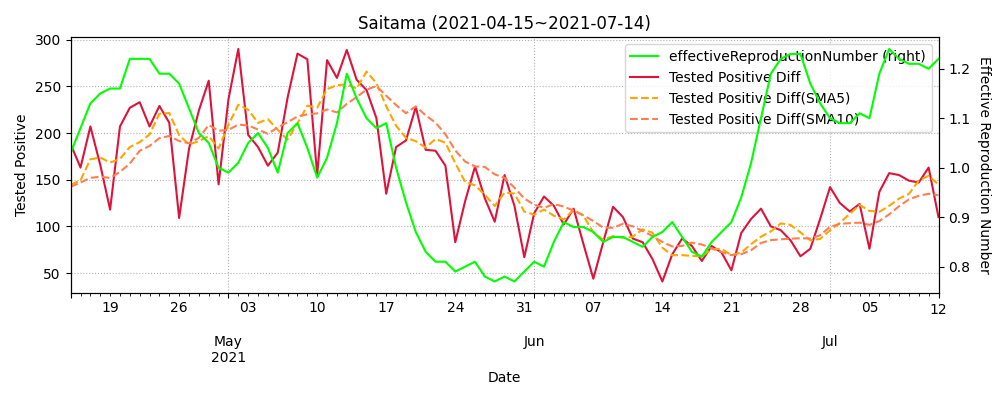 Saitama (2021-04-15~2021-07-14)
effectiveReproductionNumber (right)
Tested Positive Diff
Tested Positive Diff(SMA5)
Tested Positive Diff(SMA10)
Tested Positive
300
250
200
150
100
50
1.2
1.1
1.0
0.9
0.8
Effective Reproduction Number
19 26 03 10 17 24 31 07 14 21 28 05 12
May Jun Jul
2021
Date